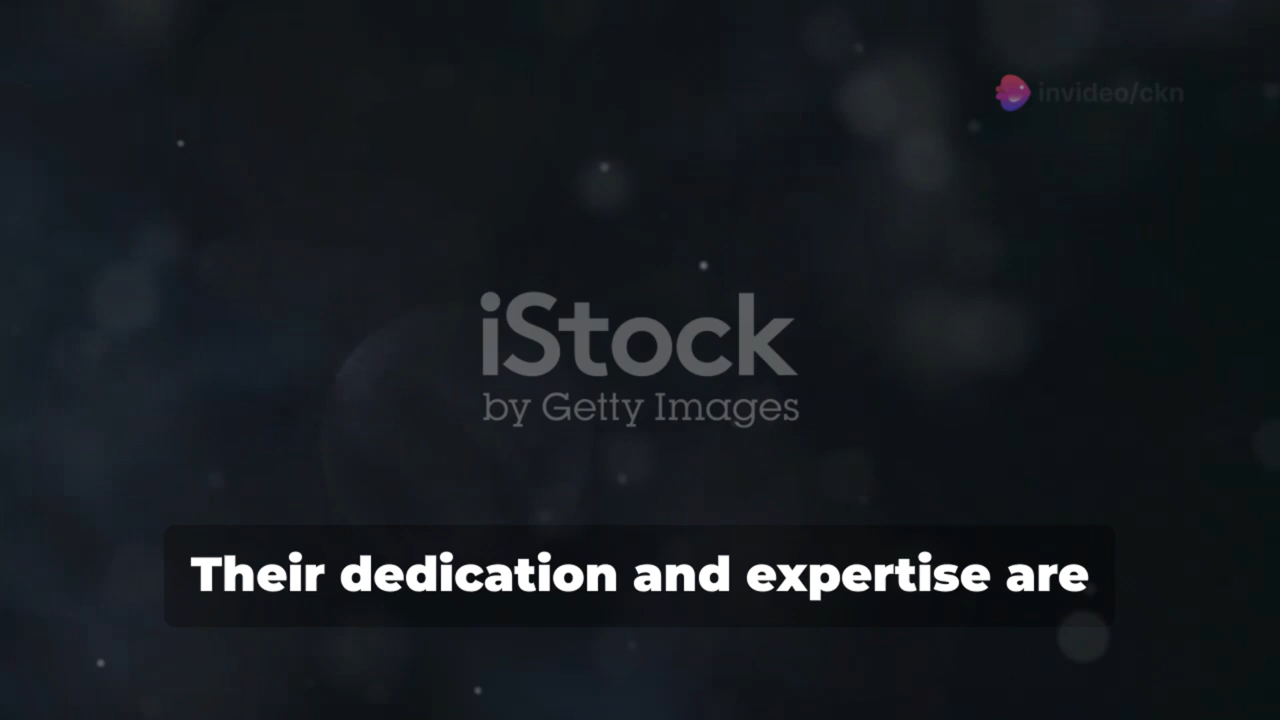 invideo/ckn
iStock
by Getty Images
Their dedication and expertise are